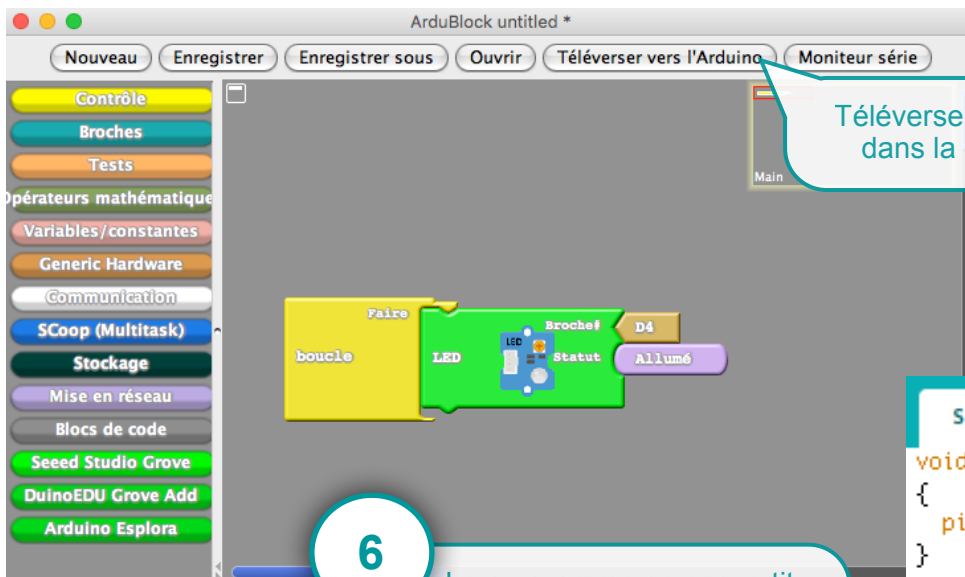 ArduBlock untitled *
Nouveau Enregistrer Enregistrer sous Ouvrir Téléverser vers l'Arduino Moniteur série
Contrôle
Broches
Tests
Opérateurs mathématique
Variables/constantes
Generic Hardware
Communication
SCoop (Multitask)
Stockage
Mise en réseau
Blocs de code
Seeed Studio Grove
DuinoEDU Grove Add
Arduino Esplora
Téléverse
dans la
Main
Faire
boucle
LED
LED
Broche#
D4
Statut
Allumé
S
void
{
pi
}
6